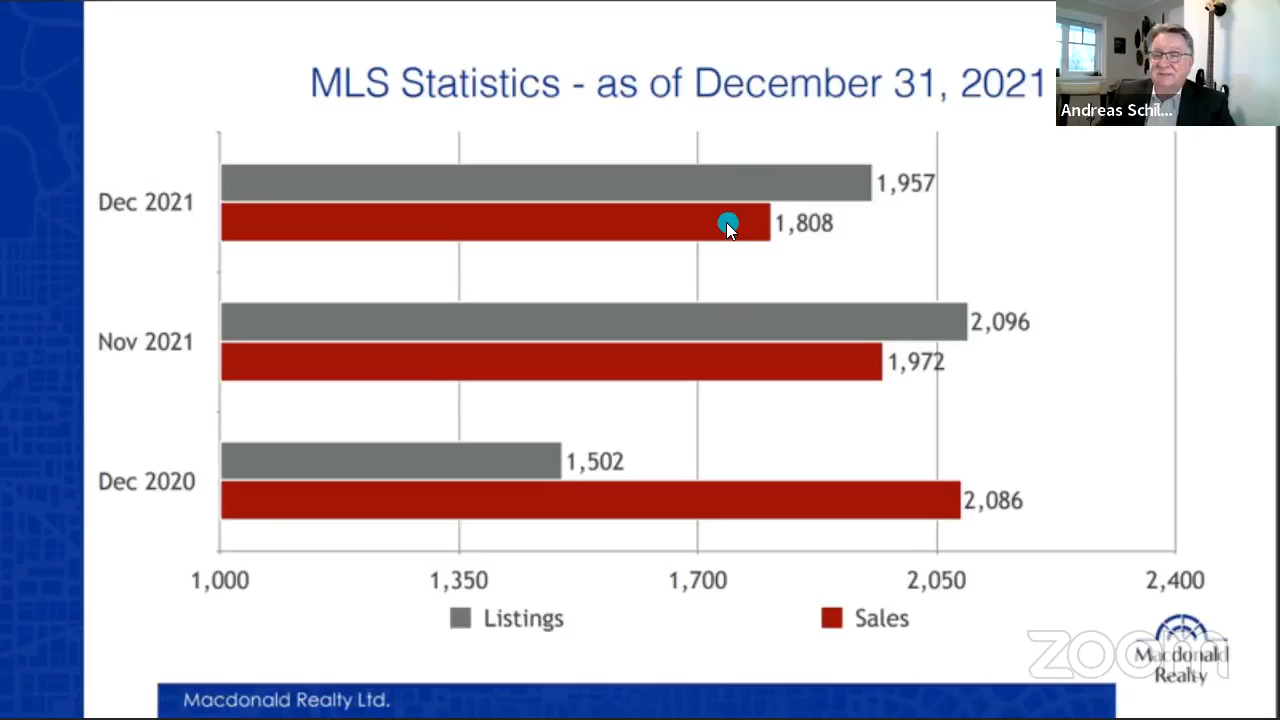 MLS Statistics - as of December 31, 2021
Andreas Schil...
Dec 2021
1,957
1,808
Nov 2021
2,096
1,972
Dec 2020
1,502
2,086
1,000 1,350 1,700 2,050 2,400
Listings Sales
zoom
Macdonald
Realty
Macdonald Realty Ltd.